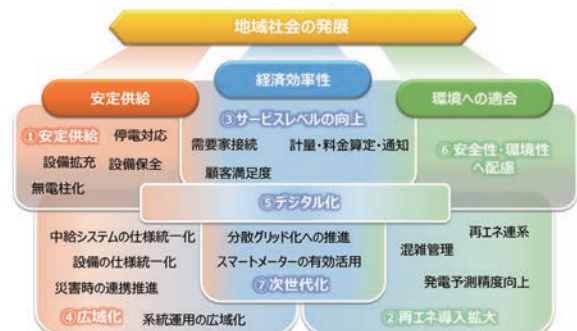 地域社会の発展
安定供給
経済効率性
環境への適合
①安定供給
停電対応
設備拡充
設備保全
無電柱化
③サービスレベルの向上
需要家接続
計量・料金算定・通知
顧客満足度
⑥安全性・環境性
へ配慮
⑤デジタル化
中給システムの仕様統一化
設備の仕様統一化
災害時の連携推進
④広域化
系統運用の広域化
分散グリッド化への推進
スマートメーターの有効活用
⑦次世代化
再エネ連系
混雑管理
発電予測精度向上
②再エネ導入拡大